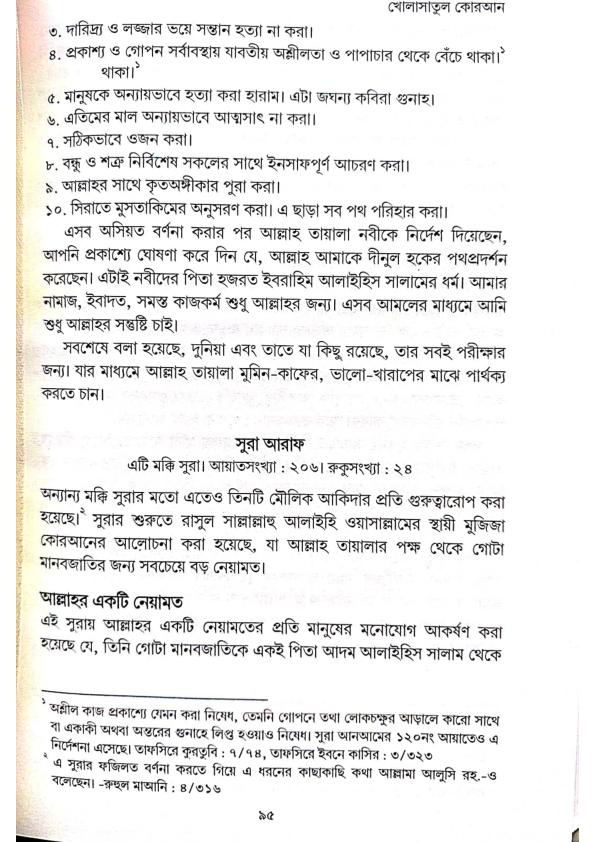 খোলাসাতুল কোরআন
৩. দারিদ্র্য ও লজ্জার ভয়ে সন্তান হত্যা না করা।
৪. প্রকাশ্য ও গোপন সর্বাবস্থায় যাবতীয় অশ্লীলতা ও পাপাচার থেকে বেঁচে থাকা।১
থাকা।১
৫. মানুষকে অন্যায়ভাবে হত্যা করা হারাম। এটা জঘন্য কবিরা গুনাহ।
৬. এতিমের মাল অন্যায়ভাবে আত্মসাৎ না করা।
৭. সঠিকভাবে ওজন করা।
৮. বন্ধু ও শত্রু নির্বিশেষ সকলের সাথে ইনসাফপূর্ণ আচরণ করা।
৯. আল্লাহর সাথে কৃতঅঙ্গীকার পুরা করা।
১০. সিরাতে মুসতাকিমের অনুসরণ করা। এ ছাড়া সব পথ পরিহার করা।
এসব অসিয়ত বর্ণনা করার পর আল্লাহ তায়ালা নবীকে নির্দেশ দিয়েছেন,
আপনি প্রকাশ্যে ঘোষণা করে দিন যে, আল্লাহ আমাকে দীনুল হকের পথপ্রদর্শন
করেছেন। এটাই নবীদের পিতা হজরত ইবরাহিম আলাইহিস সালামের ধর্ম। আমার
নামাজ, ইবাদত, সমস্ত কাজকর্ম শুধু আল্লাহর জন্য। এসব আমলের মাধ্যমে আমি
শুধু আল্লাহর সন্তুষ্টি চাই।
সবশেষে বলা হয়েছে, দুনিয়া এবং তাতে যা কিছু রয়েছে, তার সবই পরীক্ষার
জন্য। যার মাধ্যমে আল্লাহ তায়ালা মুমিন-কাফের, ভালো-খারাপের মাঝে পার্থক্য
করতে চান।
সুরা আরাফ
এটি মক্কি সুরা। আয়াতসংখ্যা : ২০৬। রুকুসংখ্যা : ২৪
অন্যান্য মক্কি সুরার মতো এতেও তিনটি মৌলিক আকিদার প্রতি গুরুত্বারোপ করা
হয়েছে।২ সুরার শুরুতে রাসুল সাল্লাল্লাহু আলাইহি ওয়াসাল্লামের স্থায়ী মুজিজা
কোরআনের আলোচনা করা হয়েছে, যা আল্লাহ তায়ালার পক্ষ থেকে গোটা
মানবজাতির জন্য সবচেয়ে বড় নেয়ামত।
আল্লাহর একটি নেয়ামত
এই সুরায় আল্লাহর একটি নেয়ামতের প্রতি মানুষের মনোযোগ আকর্ষণ করা
হয়েছে যে, তিনি গোটা মানবজাতিকে একই পিতা আদম আলাইহিস সালাম থেকে
১ অশ্লীল কাজ প্রকাশ্যে যেমন করা নিষেধ, তেমনি গোপনে তথা লোকচক্ষুর আড়ালে কারো সাথে
বা একাকী অথবা অন্তরের গুনাহে লিপ্ত হওয়াও নিষেধ। সুরা আনআমের ১২০নং আয়াতেও এ
নির্দেশনা এসেছে। তাফসিরে কুরতুবি : ৭/৭৪, তাফসিরে ইবনে কাসির : ৩/৩২৩
২ এ সুরার ফজিলত বর্ণনা করতে গিয়ে এ ধরনের কাছাকাছি কথা আল্লামা আলুসি রহ.-ও
বলেছেন। -রুহুল মাআনি : ৪/৩১৬
৯৫